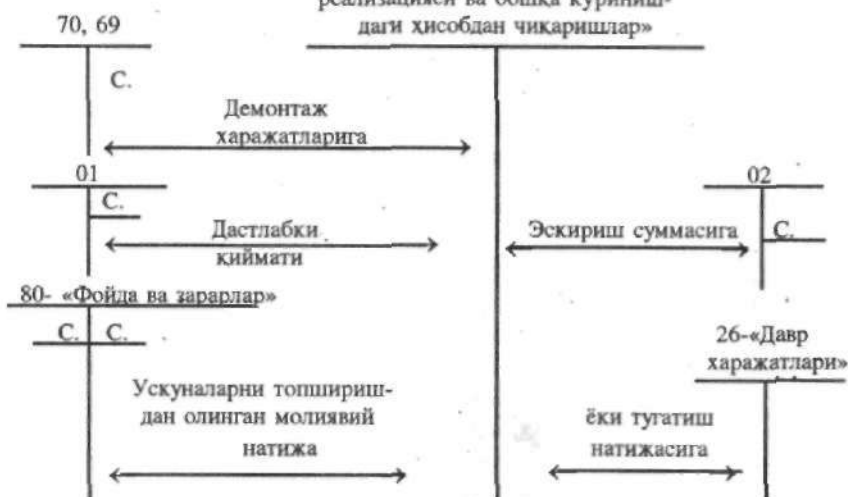 реализацияси ва бошқа куриниш-
даги ҳисобдан чиқаришлар»
70, 69
С.
Демонтаж
харажатларига
01
С.
Дастлабки
қиймати
02
С.
Эскириш суммасига
80- «Фойда ва зарарлар»
С. С.
26-«Давр
харажатлари»
Ускуналарни топшириш-
дан олинган молиявий
натижа
ёки тугатиш
натижасига